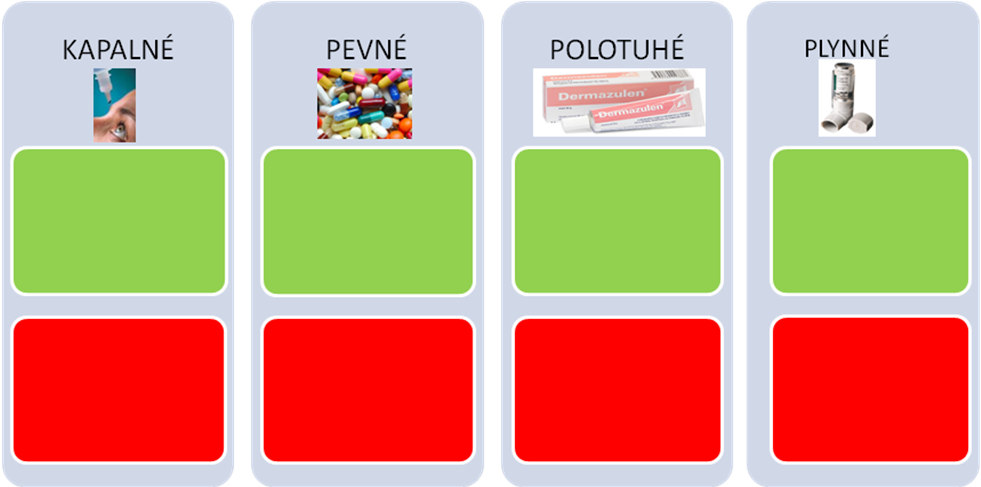 KAPALNÉ
PEVNÉ
POLOTUHÉ
PLYNNÉ
Dermazulen
Dermazulen